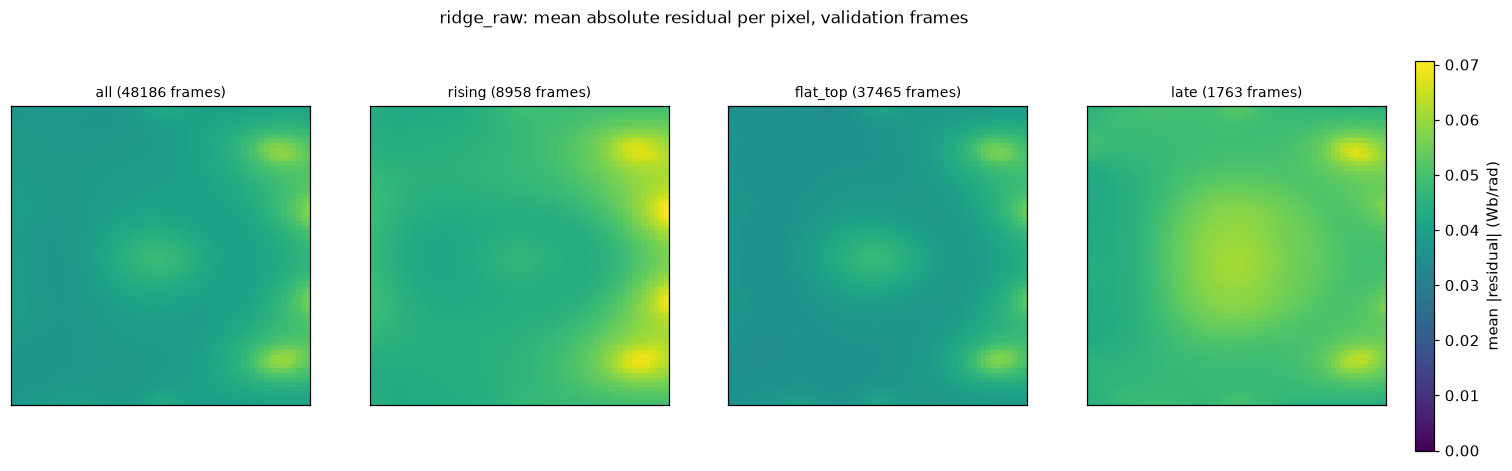 ridge_raw: mean absolute residual per pixel, validation frames
all (48186 frames)
rising (8958 frames)
flat_top (37465 frames)
late (1763 frames)
0.07
0.06
0.05
0.04
0.03
0.02
0.01
0.00
mean |residual| (Wb/rad)